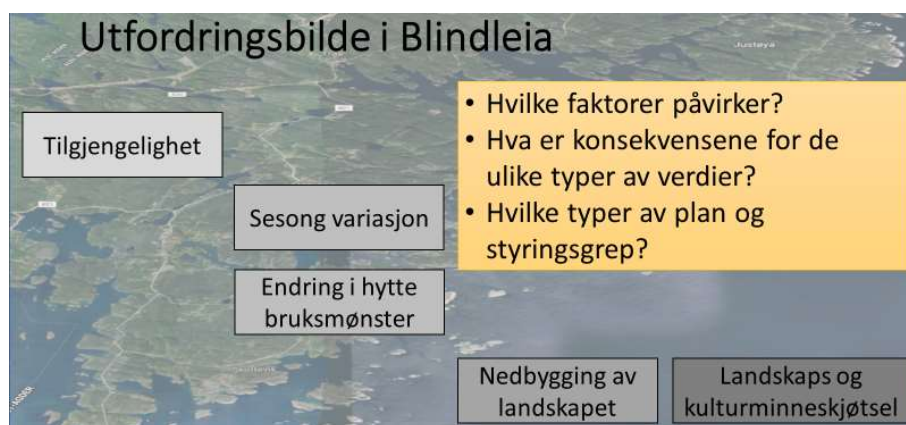 Utfordringsbilde i Blindleia
Tilgjengelighet
Sesong variasjon
Endring i hytte
bruksmønster
• Hvilke faktorer påvirker?
• Hva er konsekvensene for de
ulike typer av verdier?
• Hvilke typer av plan og
styringsgrep?
Nedbygging av
landskapet
Landskaps og
kulturminneskjøtsel
Justøya